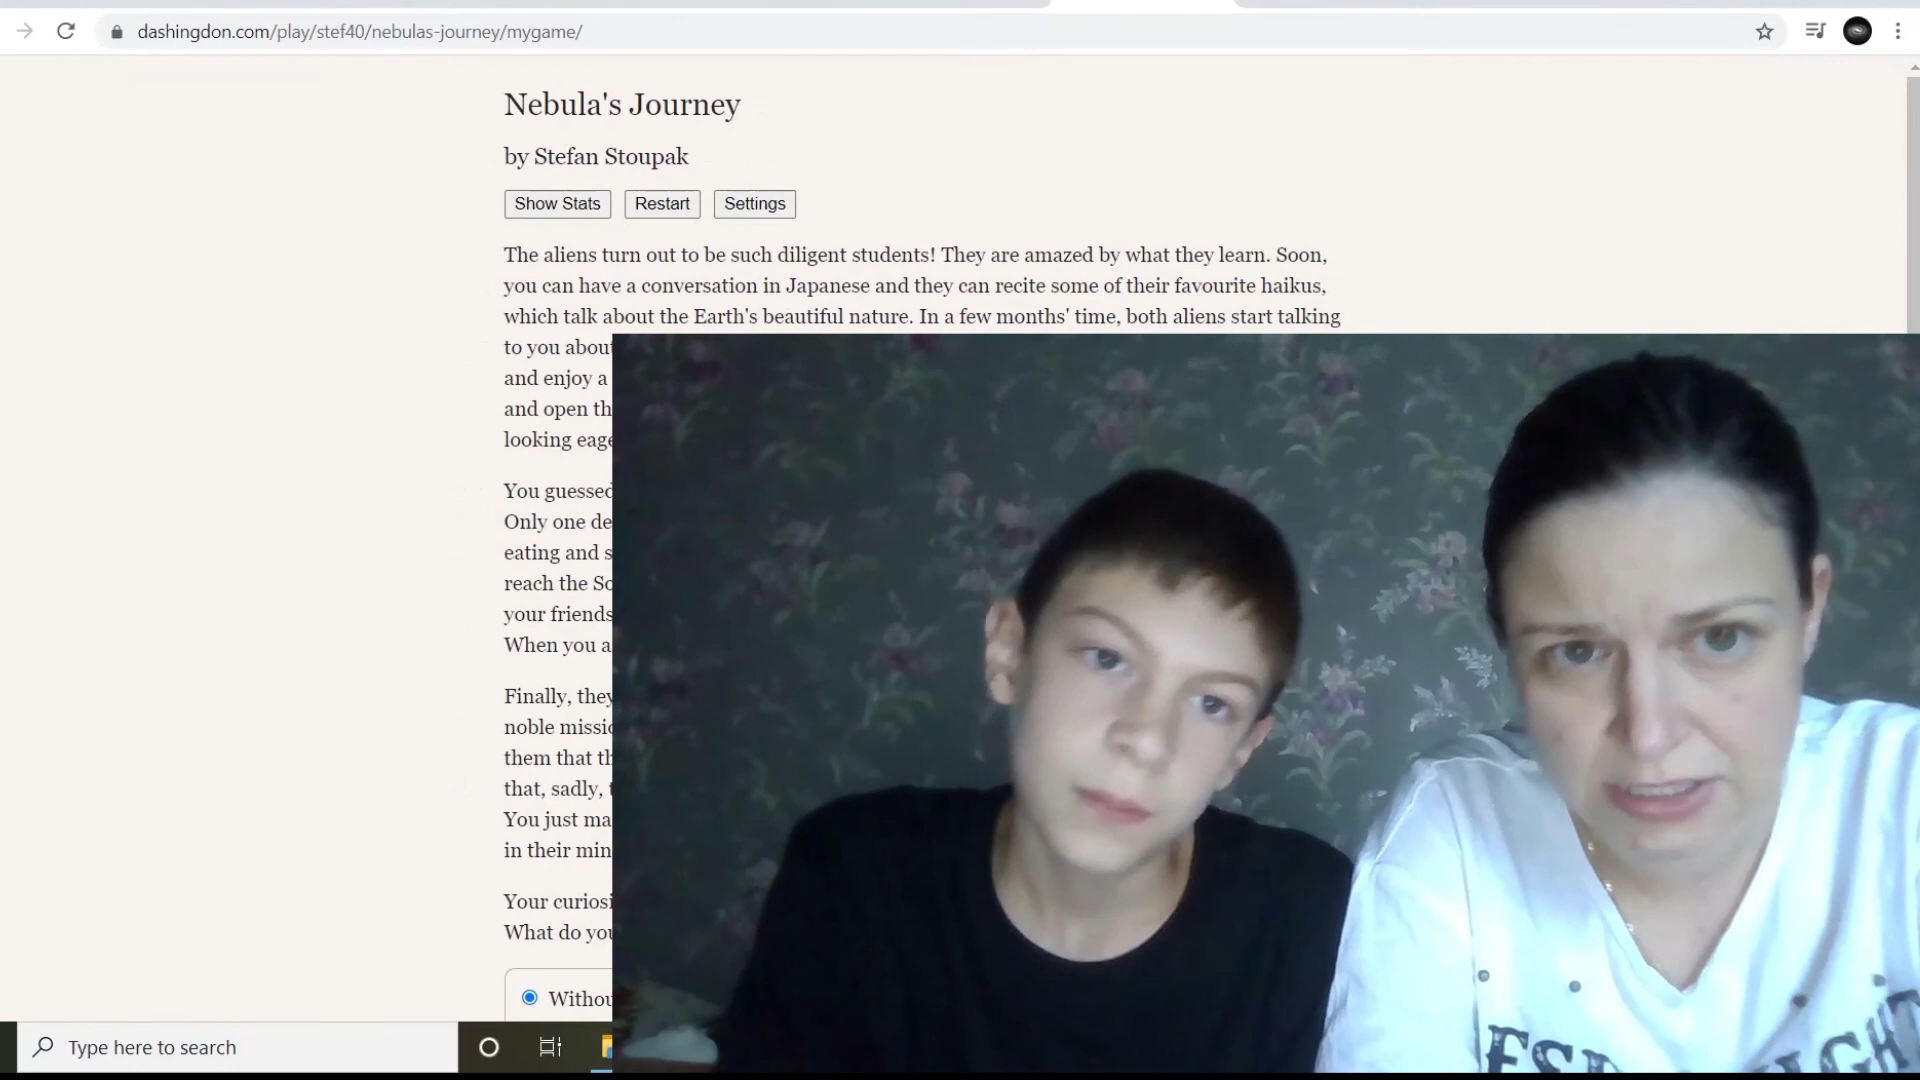 dashingdon.com/play/stef40/nebulas-journey/mygame/
Nebula's Journey
by Stefan Stoupak
Show Stats Restart Settings
The aliens turn out to be such diligent students! They are amazed by what they learn. Soon,
you can have a conversation in Japanese and they can recite some of their favourite haikus,
which talk about the Earth's beautiful nature. In a few months' time, both aliens start talking
to you about
and enjoy a
and open th
looking eage
You guessed
Only one de
eating and s
reach the So
your friends
When you a
Finally, they
noble missio
them that th
that, sadly,
You just ma
in their min
Your curiosi
What do you
Withou
Type here to search